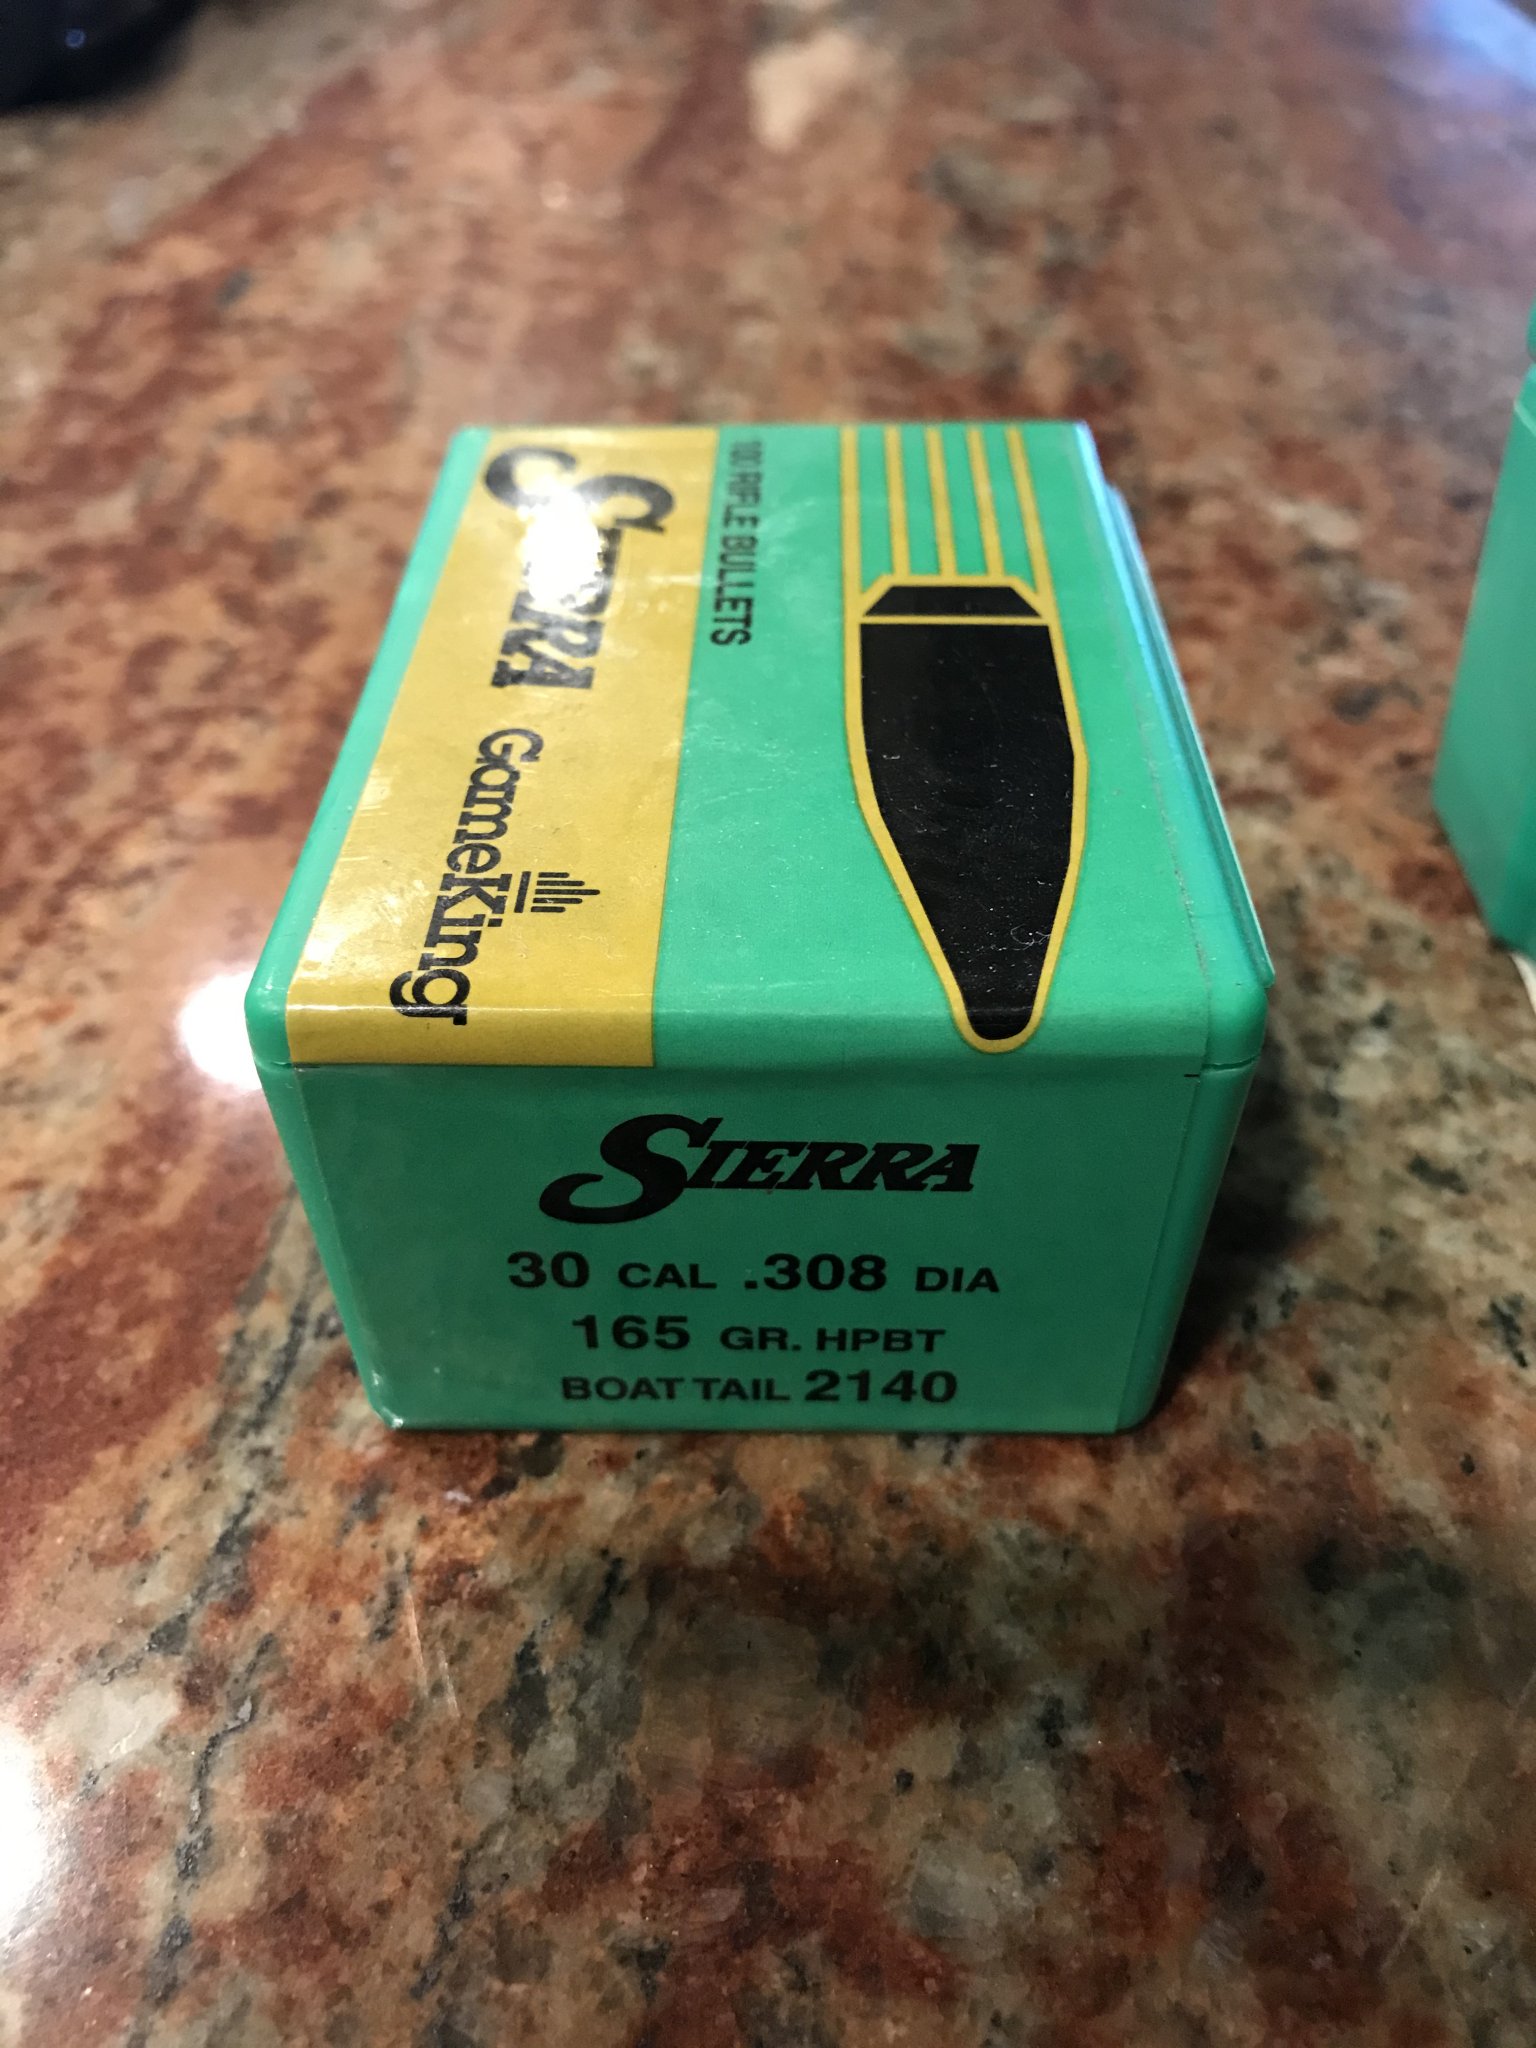 SIERRA GameKing
100 RIFLE BULLETS
SIERRA
30 CAL .308 DIA
165 GR. HPBT
BOAT TAIL 2140